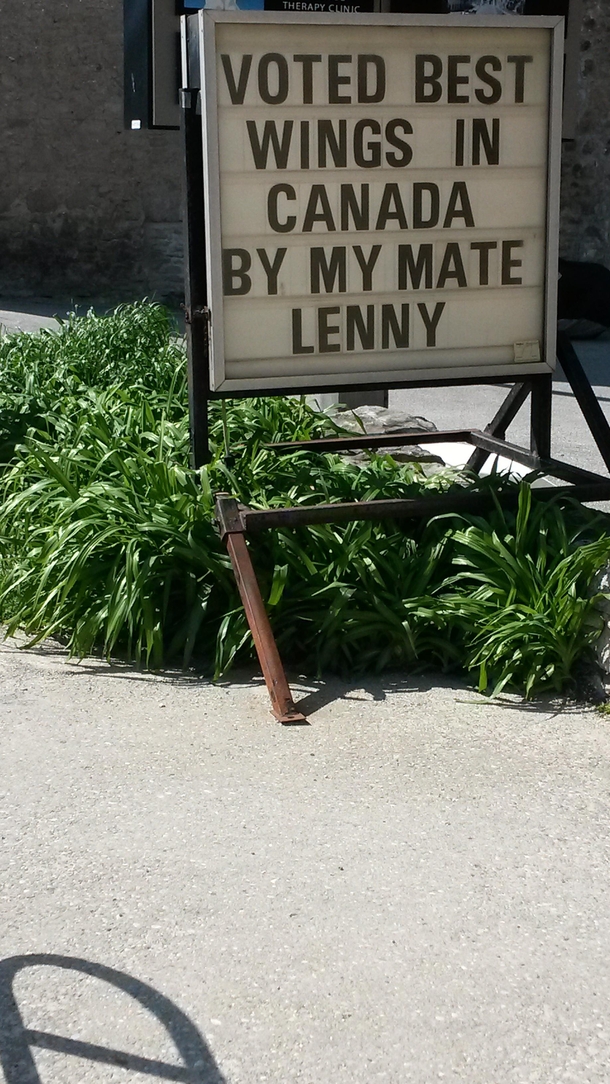 THERAPY CLINIC
VOTED BEST
WINGS IN
CANADA
BY MY MATE
LENNY